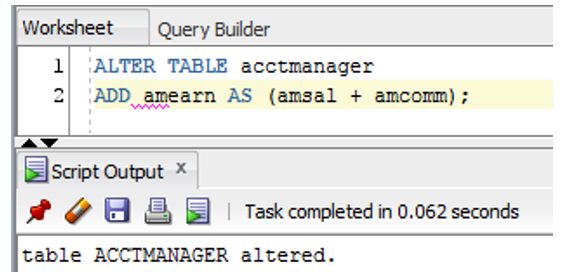 Worksheet Query Builder
1 ALTER TABLE acctmanager
2 ADD amearn AS (amsal + amcomm);
Script Output x
Task completed in 0.062 seconds
table ACCTMANAGER altered.